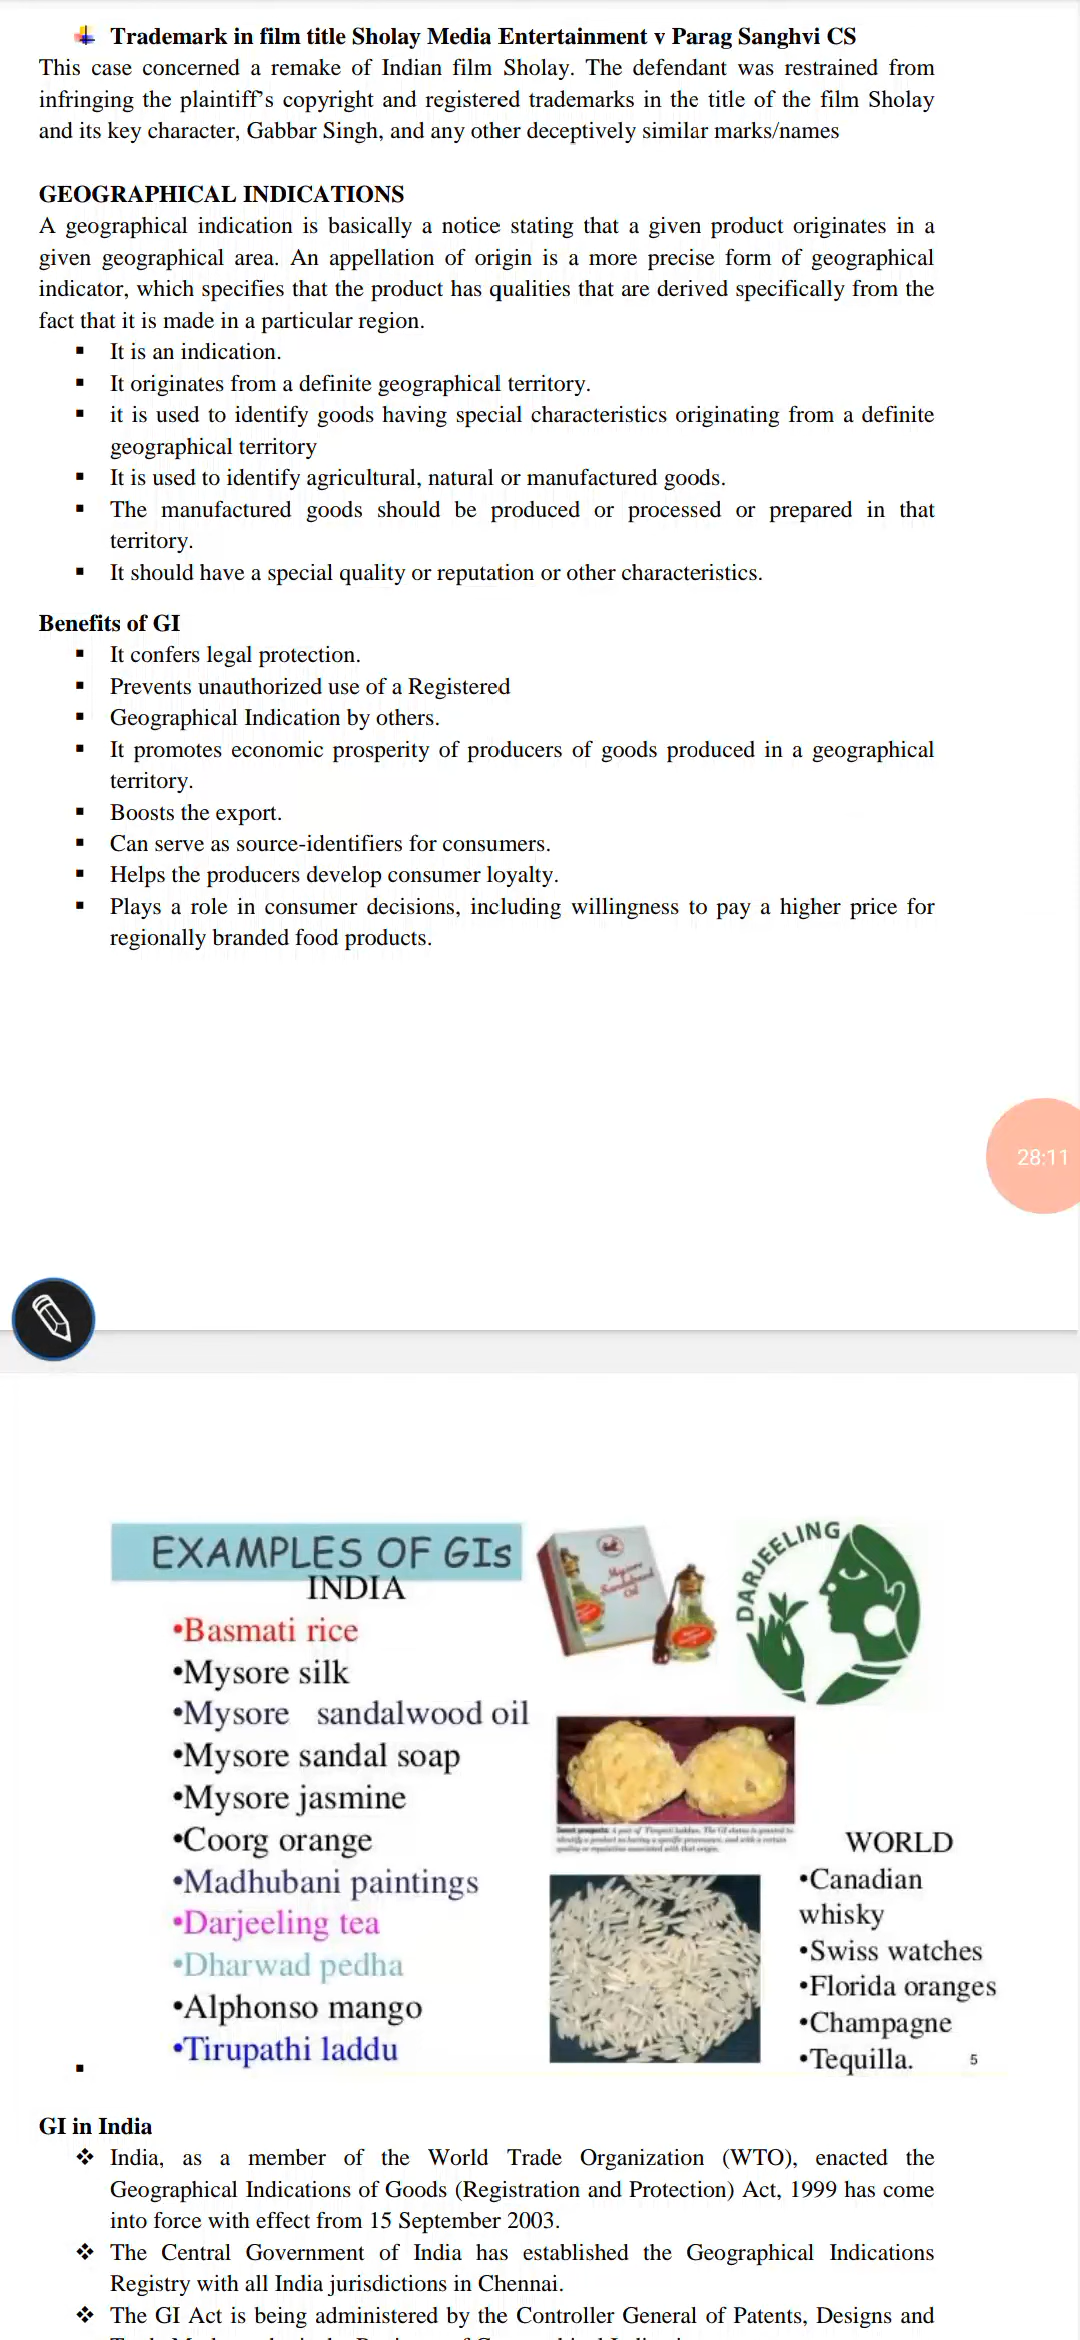 Trademark in film title Sholay Media Entertainment v Parag Sanghvi CS
This case concerned a remake of Indian film Sholay. The defendant was restrained from
infringing the plaintiff's copyright and registered trademarks in the title of the film Sholay
and its key character, Gabbar Singh, and any other deceptively similar marks/names
GEOGRAPHICAL INDICATIONS
A geographical indication is basically a notice stating that a given product originates in a
given geographical area. An appellation of origin is a more precise form of geographical
indicator, which specifies that the product has qualities that are derived specifically from the
fact that it is made in a particular region.
▪ It is an indication.
▪ It originates from a definite geographical territory.
▪ it is used to identify goods having special characteristics originating from a definite
geographical territory
▪ It is used to identify agricultural, natural or manufactured goods.
▪ The manufactured goods should be produced or processed or prepared in that
territory.
▪ It should have a special quality or reputation or other characteristics.
Benefits of GI
▪ It confers legal protection.
▪ Prevents unauthorized use of a Registered
▪ Geographical Indication by others.
▪ It promotes economic prosperity of producers of goods produced in a geographical
territory.
▪ Boosts the export.
▪ Can serve as source-identifiers for consumers.
▪ Helps the producers develop consumer loyalty.
▪ Plays a role in consumer decisions, including willingness to pay a higher price for
regionally branded food products.
28:11
EXAMPLES OF GIs
INDIA
•Basmati rice
•Mysore silk
•Mysore sandalwood oil
•Mysore sandal soap
•Mysore jasmine
•Coorg orange
•Madhubani paintings
•Darjeeling tea
•Dharwad pedha
•Alphonso mango
•Tirupathi laddu
Mysore
Sandalwood
Oil
DARJEELING
WORLD
•Canadian
whisky
•Swiss watches
•Florida oranges
•Champagne
•Tequilla.
5
GI in India
❖ India, as a member of the World Trade Organization (WTO), enacted the
Geographical Indications of Goods (Registration and Protection) Act, 1999 has come
into force with effect from 15 September 2003.
❖ The Central Government of India has established the Geographical Indications
Registry with all India jurisdictions in Chennai.
❖ The GI Act is being administered by the Controller General of Patents, Designs and